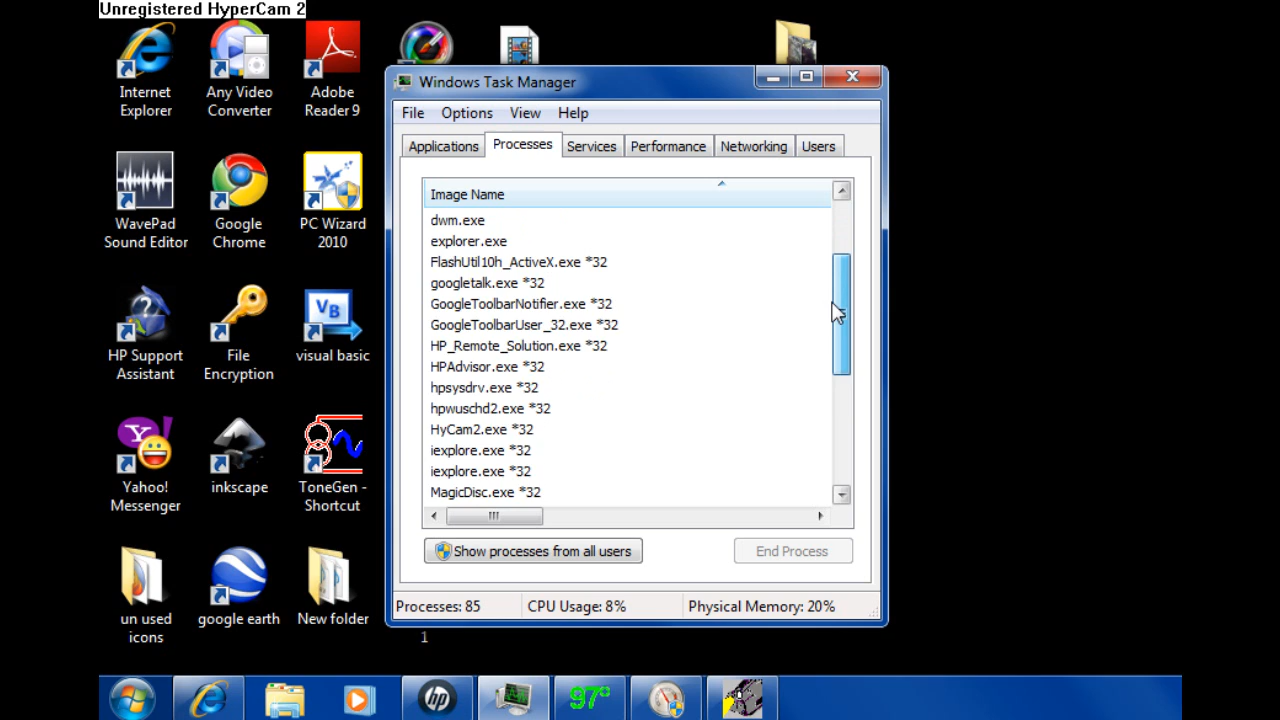 Unregistered HyperCam 2
Internet
Explorer
Any Video
Converter
Adobe
Reader 9
WavePad
Sound Editor
Google
Chrome
PC Wizard
2010
HP Support
Assistant
File
Encryption
VB
visual basic
Yahoo!
Messenger
inkscape
ToneGen -
Shortcut
un used
icons
google earth
New folder
1
Windows Task Manager
File Options View Help
Applications Processes Services Performance Networking Users
Image Name
dwm.exe
explorer.exe
FlashUtil10h_ActiveX.exe *32
googletalk.exe *32
GoogleToolbarNotifier.exe *32
GoogleToolbarUser_32.exe *32
HP_Remote_Solution.exe *32
HPAdvisor.exe *32
hpsysdrv.exe *32
hpwuschd2.exe *32
HyCam2.exe *32
iexplore.exe *32
iexplore.exe *32
MagicDisc.exe *32
Show processes from all users End Process
Processes: 85 CPU Usage: 8% Physical Memory: 20%
hp
97°